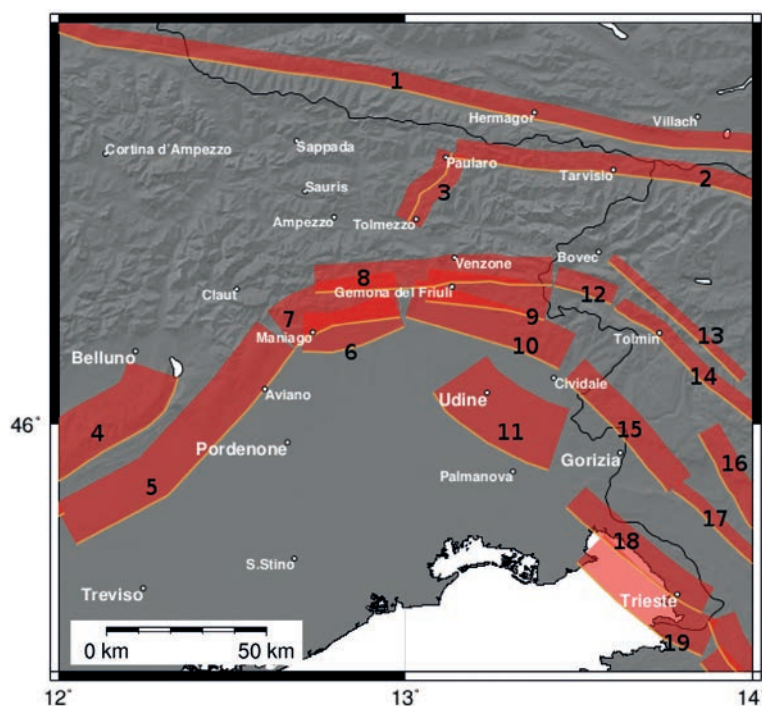 1
Hermagor
Villach
Cortina d'Ampezzo
Sappada
Paularo
Tarvisio
2
Sauris
3
Ampezzo
Tolmezzo
Venzone
Bovec
8
Claut
Gemona del Friuli
12
7
9
13
Maniago
Tolmin
6
10
Belluno
14
Cividale
Aviano
Udine
4
11
15
46°
Pordenone
Gorizia
16
5
Palmanova
17
18
S.Stino
Treviso
Trieste
0 km 50 km
19
12° 13° 14